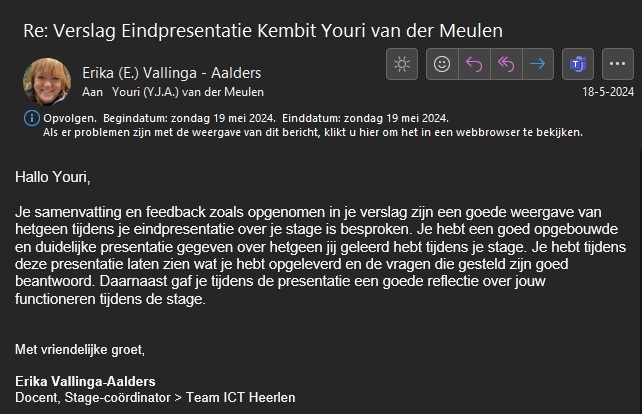 Re: Verslag Eindpresentatie Kembit Youri van der Meulen
Erika (E.) Vallinga - Aalders
Aan Youri (Y.J.A.) van der Meulen
18-5-2024
Opvolgen. Begindatum: zondag 19 mei 2024. Einddatum: zondag 19 mei 2024.
Als er problemen zijn met de weergave van dit bericht, klikt u hier om het in een webbrowser te bekijken.
Hallo Youri,
Je samenvatting en feedback zoals opgenomen in je verslag zijn een goede weergave van
hetgeen tijdens je eindpresentatie over je stage is besproken. Je hebt een goed opgebouwde
en duidelijke presentatie gegeven over hetgeen jij geleerd hebt tijdens je stage. Je hebt tijdens
deze presentatie laten zien wat je hebt opgeleverd en de vragen die gesteld zijn goed
beantwoord. Daarnaast gaf je tijdens de presentatie een goede reflectie over jouw
functioneren tijdens de stage.
Met vriendelijke groet,
Erika Vallinga-Aalders
Docent, Stage-coördinator > Team ICT Heerlen